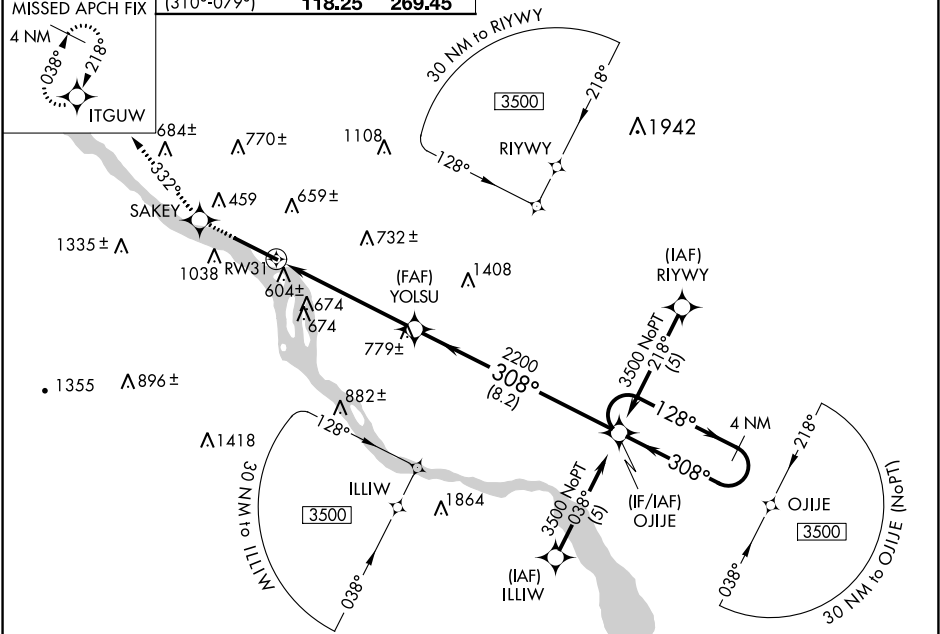 MISSED APCH FIX
(310°-079°) 118.25 269.45
4 NM
038°
218°
ITGUW
30 NM to RIYWY
3500
218°
RIYWY
128°
1942
684±
770±
1108
332°
SAKEY
459
659±
1335±
732±
1038
RW31
604±
674
674
(FAF)
YOLSU
1408
779±
(IAF)
RIYWY
3500 NoPT
218°
(5)
2200
308°
(8.2)
1355
896±
882±
128°
4 NM
308°
1418
128°
30 NM to ILLIW
3500
ILLIW
038°
1864
3500 NoPT
038°
(5)
(IF/IAF)
OJIJE
(IAF)
ILLIW
218°
OJIJE
3500
038°
30 NM to OJIJE (NoPT)